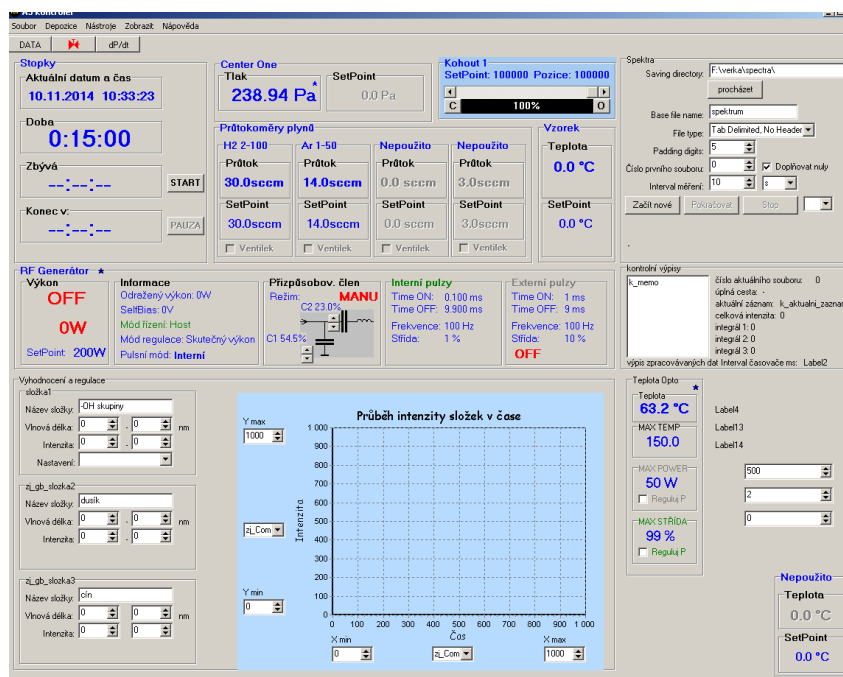 AS kontroler
Soubor Depozice Nástroje Zobrazit Nápověda
DATA dP/dt
Stopky
Aktuální datum a čas
10.11.2014 10:33:23
Doba
0:15:00
Zbývá
--:--:--
START
Konec v:
--:--:--
PAUZA
Center One
Tlak
*
238.94 Pa
SetPoint
0.0 Pa
Kohout 1
SetPoint: 100000 Pozice: 100000
C 100% O
Průtokoměry plynů
H2 2-100 Ar 1-50 Nepoužito Nepoužito
Průtok Průtok Průtok Průtok
30.0sccm 14.0sccm 0.0 sccm 3.0sccm
SetPoint SetPoint SetPoint SetPoint
30.0sccm 14.0sccm 0.0 sccm 3.0sccm
Ventilek Ventilek Ventilek Ventilek
Vzorek
Teplota
0.0 °C
SetPoint
0.0 °C
Spektra
Saving directory: F:\verka\spectra\
procházet
Base file name: spektrum
File type: Tab Delimited, No Header
Padding digits: 5
Číslo prvního souboru: 0 Doplňovat nuly
Interval měření: 10 s
Začít nové Pokračovat Stop
.
RF Generátor *
Výkon
OFF
0W
SetPoint: 200W
Informace
Odražený výkon: 0W
SelfBias: 0V
Mód řízení: Host
Mód regulace: Skutečný výkon
Pulsní mód: Interní
Přizpůsobov. člen
Režim: MANU
C2 23.0%
C1 54.5%
Interní pulzy
Time ON: 0.100 ms
Time OFF: 9.900 ms
Frekvence: 100 Hz
Střída: 1 %
Externí pulzy
Time ON: 1 ms
Time OFF: 9 ms
Frekvence: 100 Hz
Střída: 10 %
OFF
kontrolní výpisy
k_memo
číslo aktuálního souboru: 0
úplná cesta: -
aktuální záznam: k_aktualni_zaznar
celková intenzita: 0
integrál 1: 0
integrál 2: 0
integrál 3: 0
výpis zpracovávaných dat Interval časovače ms: Label2
Vyhodnocení a regulace
složka1
Název složky: -OH skupiny
Vlnová délka: 0 - 0 nm
Intenzita: 0 - 0
Nastavení:
zj_gb_slozka2
Název složky: dusík
Vlnová délka: 0 - 0 nm
Intenzita: 0 - 0
zj_gb_slozka3
Název složky: cín
Vlnová délka: 0 0 nm
Intenzita: 0 0
Průběh intenzity složek v čase
Y max
1000
zj_Com
Y min
0
Intenzita
1 000
900
800
700
600
500
400
300
200
100
0
0 100 200 300 400 500 600 700 800 900 1 000
Čas
X min X max
0 zj_Com 1000
Teplota Opto
*
Teplota
63.2 °C
MAX TEMP
150.0
MAX POWER
50 W
Reguluj P
MAX STŘÍDA
99 %
Reguluj P
Label4
Label13
Label14
500
2
0
Nepoužito
Teplota
0.0 °C
SetPoint
0.0 °C